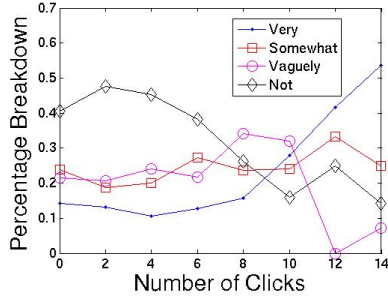 0.7
0.6
0.5
0.4
0.3
0.2
0.1
0
Percentage Breakdown
Very
Somewhat
Vaguely
Not
0 2 4 6 8 10 12 14
Number of Clicks